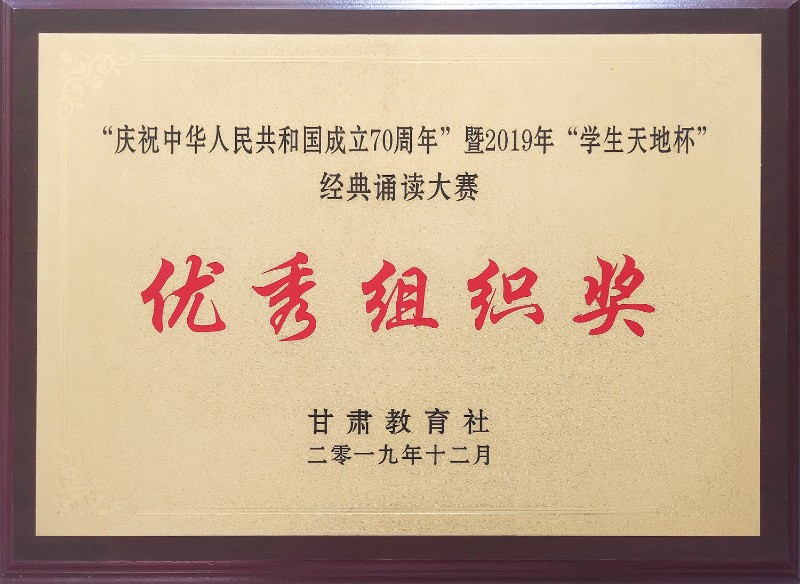 “庆祝中华人民共和国成立70周年”暨2019年“学生天地杯”
经典诵读大赛
优秀组织奖
甘肃教育社
二零一九年十二月